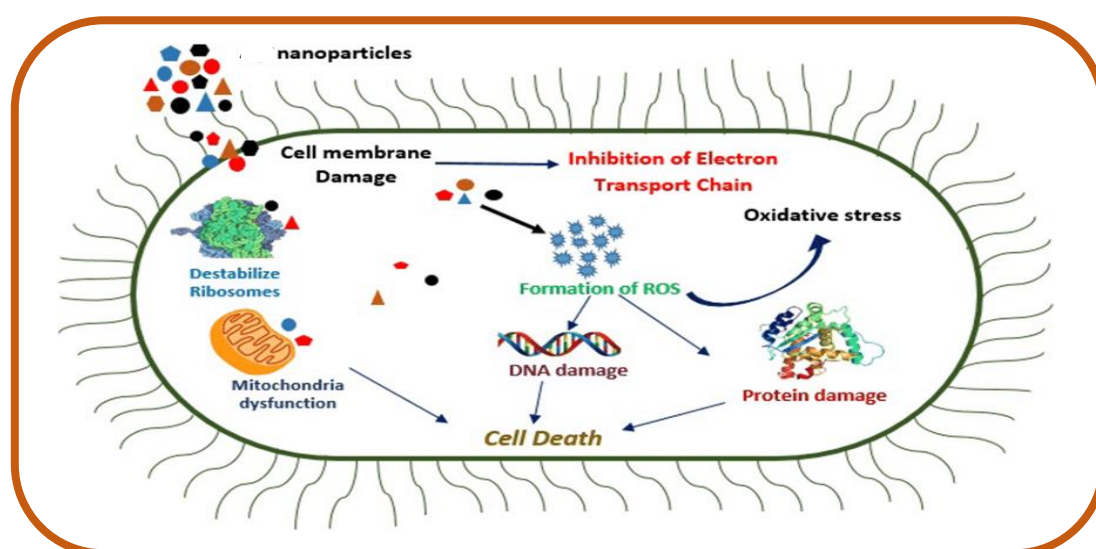 nanoparticles
Cell membrane
Damage
Inhibition of Electron
Transport Chain
Oxidative stress
Destabilize
Ribosomes
Formation of ROS
DNA damage
Mitochondria
dysfunction
Protein damage
Cell Death